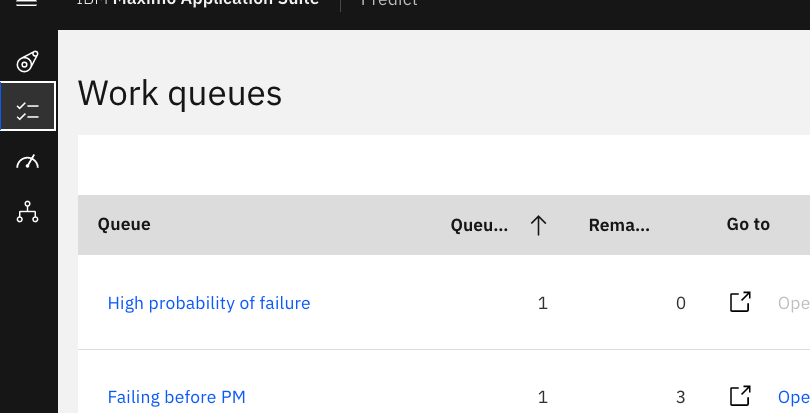 IBM Maximo Application Suite | Predict
Work queues
Queue Queu... Rema... Go to
High probability of failure 1 0 Ope
Failing before PM 1 3 Ope